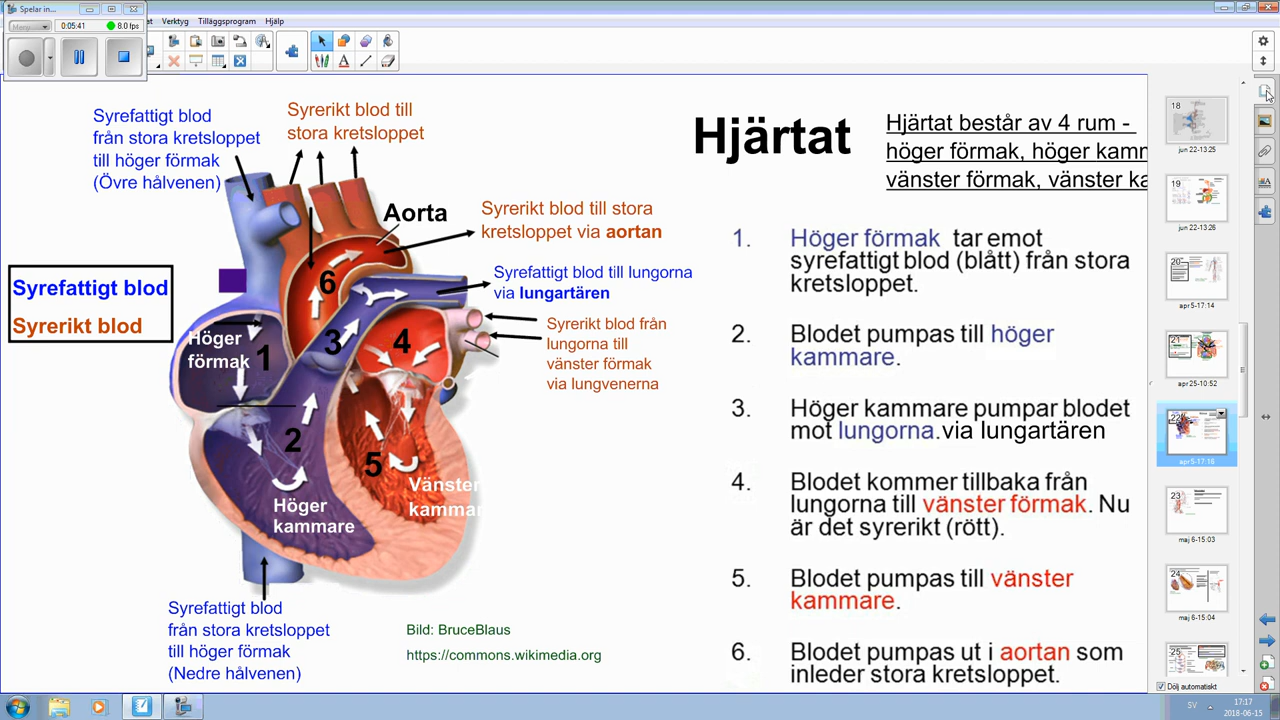 Spelar in...
0:05:41
8.0 fps
Verktyg
Tilläggsprogram
Hjälp
Syrefattigt blod
från stora kretsloppet
till höger förmak
(Övre hålvenen)
Syrerikt blod till
stora kretsloppet
Aorta
Syrerikt blod till stora
kretsloppet via aortan
Syrefattigt blod till lungorna
via lungartären
Syrerikt blod från
lungorna till
vänster förmak
via lungvenerna
Syrefattigt blod
Syrerikt blod
Höger
förmak
1
2
3
4
5
6
Höger
kammare
Vänster
kammar
Syrefattigt blod
från stora kretsloppet
till höger förmak
(Nedre hålvenen)
Bild: BruceBlaus
https://commons.wikimedia.org
Hjärtat
Hjärtat består av 4 rum -
höger förmak, höger kamm
vänster förmak, vänster ka
1. Höger förmak tar emot
syrefattigt blod (blått) från stora
kretsloppet.
2. Blodet pumpas till höger
kammare.
3. Höger kammare pumpar blodet
mot lungorna.via lungartären
4. Blodet kommer tillbaka från
lungorna till vänster förmak. Nu
är det syrerikt (rött).
5. Blodet pumpas till vänster
kammare.
6. Blodet pumpas ut i aortan som
inleder stora kretsloppet.
18
jun 22-13:25
19
jun 22-13:26
20
apr 5-17:14
21
apr 25-10:52
22
apr 5-17:16
23
maj 6-15:03
24
maj 6-15:04
25
Dölj automatiskt
SV
17:17
2018-06-15